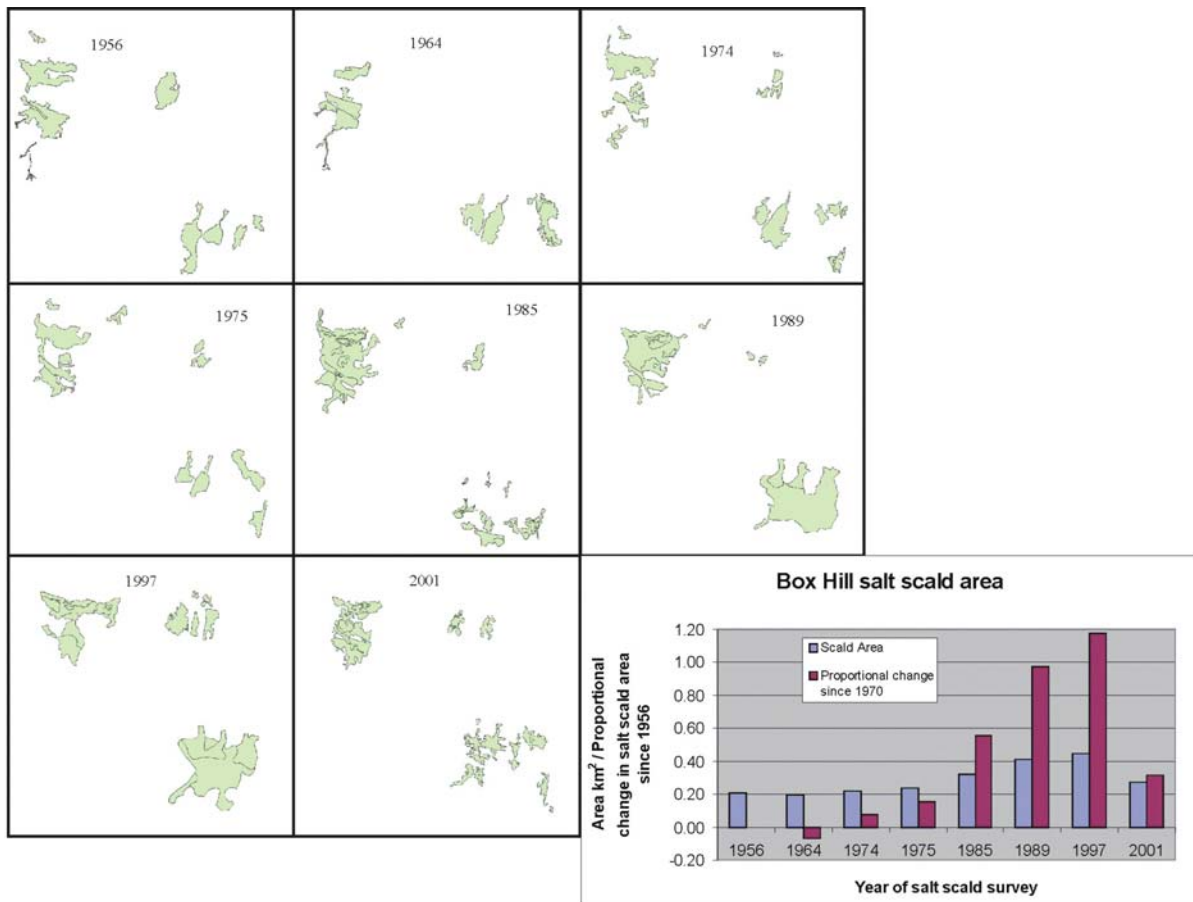 1956
1964
1974
1975
1985
1989
1997
2001
Box Hill salt scald area
Area km² / Proportional
change in salt scald area
since 1956
1.20
1.00
0.80
0.60
0.40
0.20
0.00
-0.20
Scald Area
Proportional change
since 1970
1956 1964 1974 1975 1985 1989 1997 2001
Year of salt scald survey